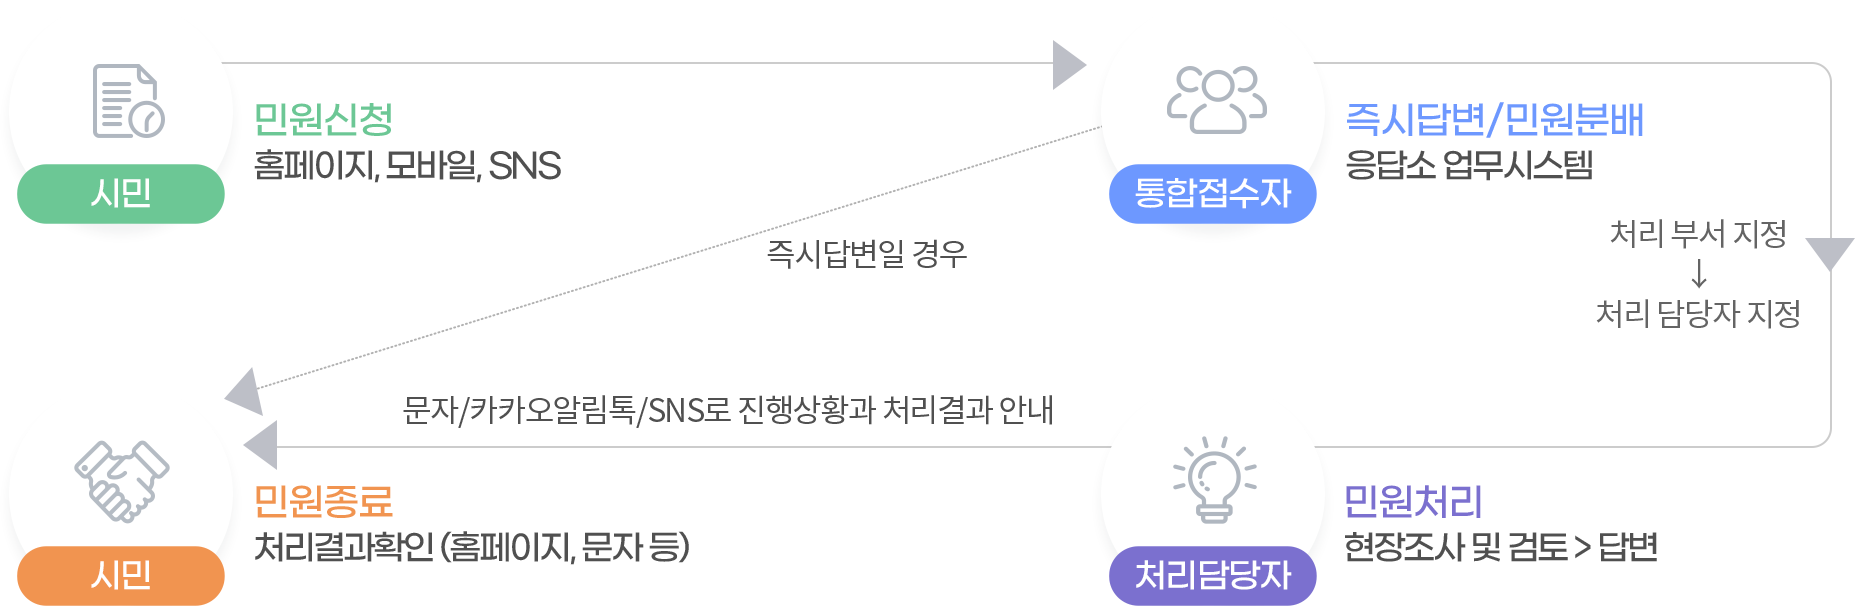 민원신청
홈페이지, 모바일, SNS
시민
즉시답변/민원분배
응답소 업무시스템
통합접수자
처리 부서 지정
↓
처리 담당자 지정
즉시답변일 경우
문자/카카오알림톡/SNS로 진행상황과 처리결과 안내
민원종료
처리결과확인 (홈페이지, 문자 등)
시민
민원처리
현장조사 및 검토 > 답변
처리담당자